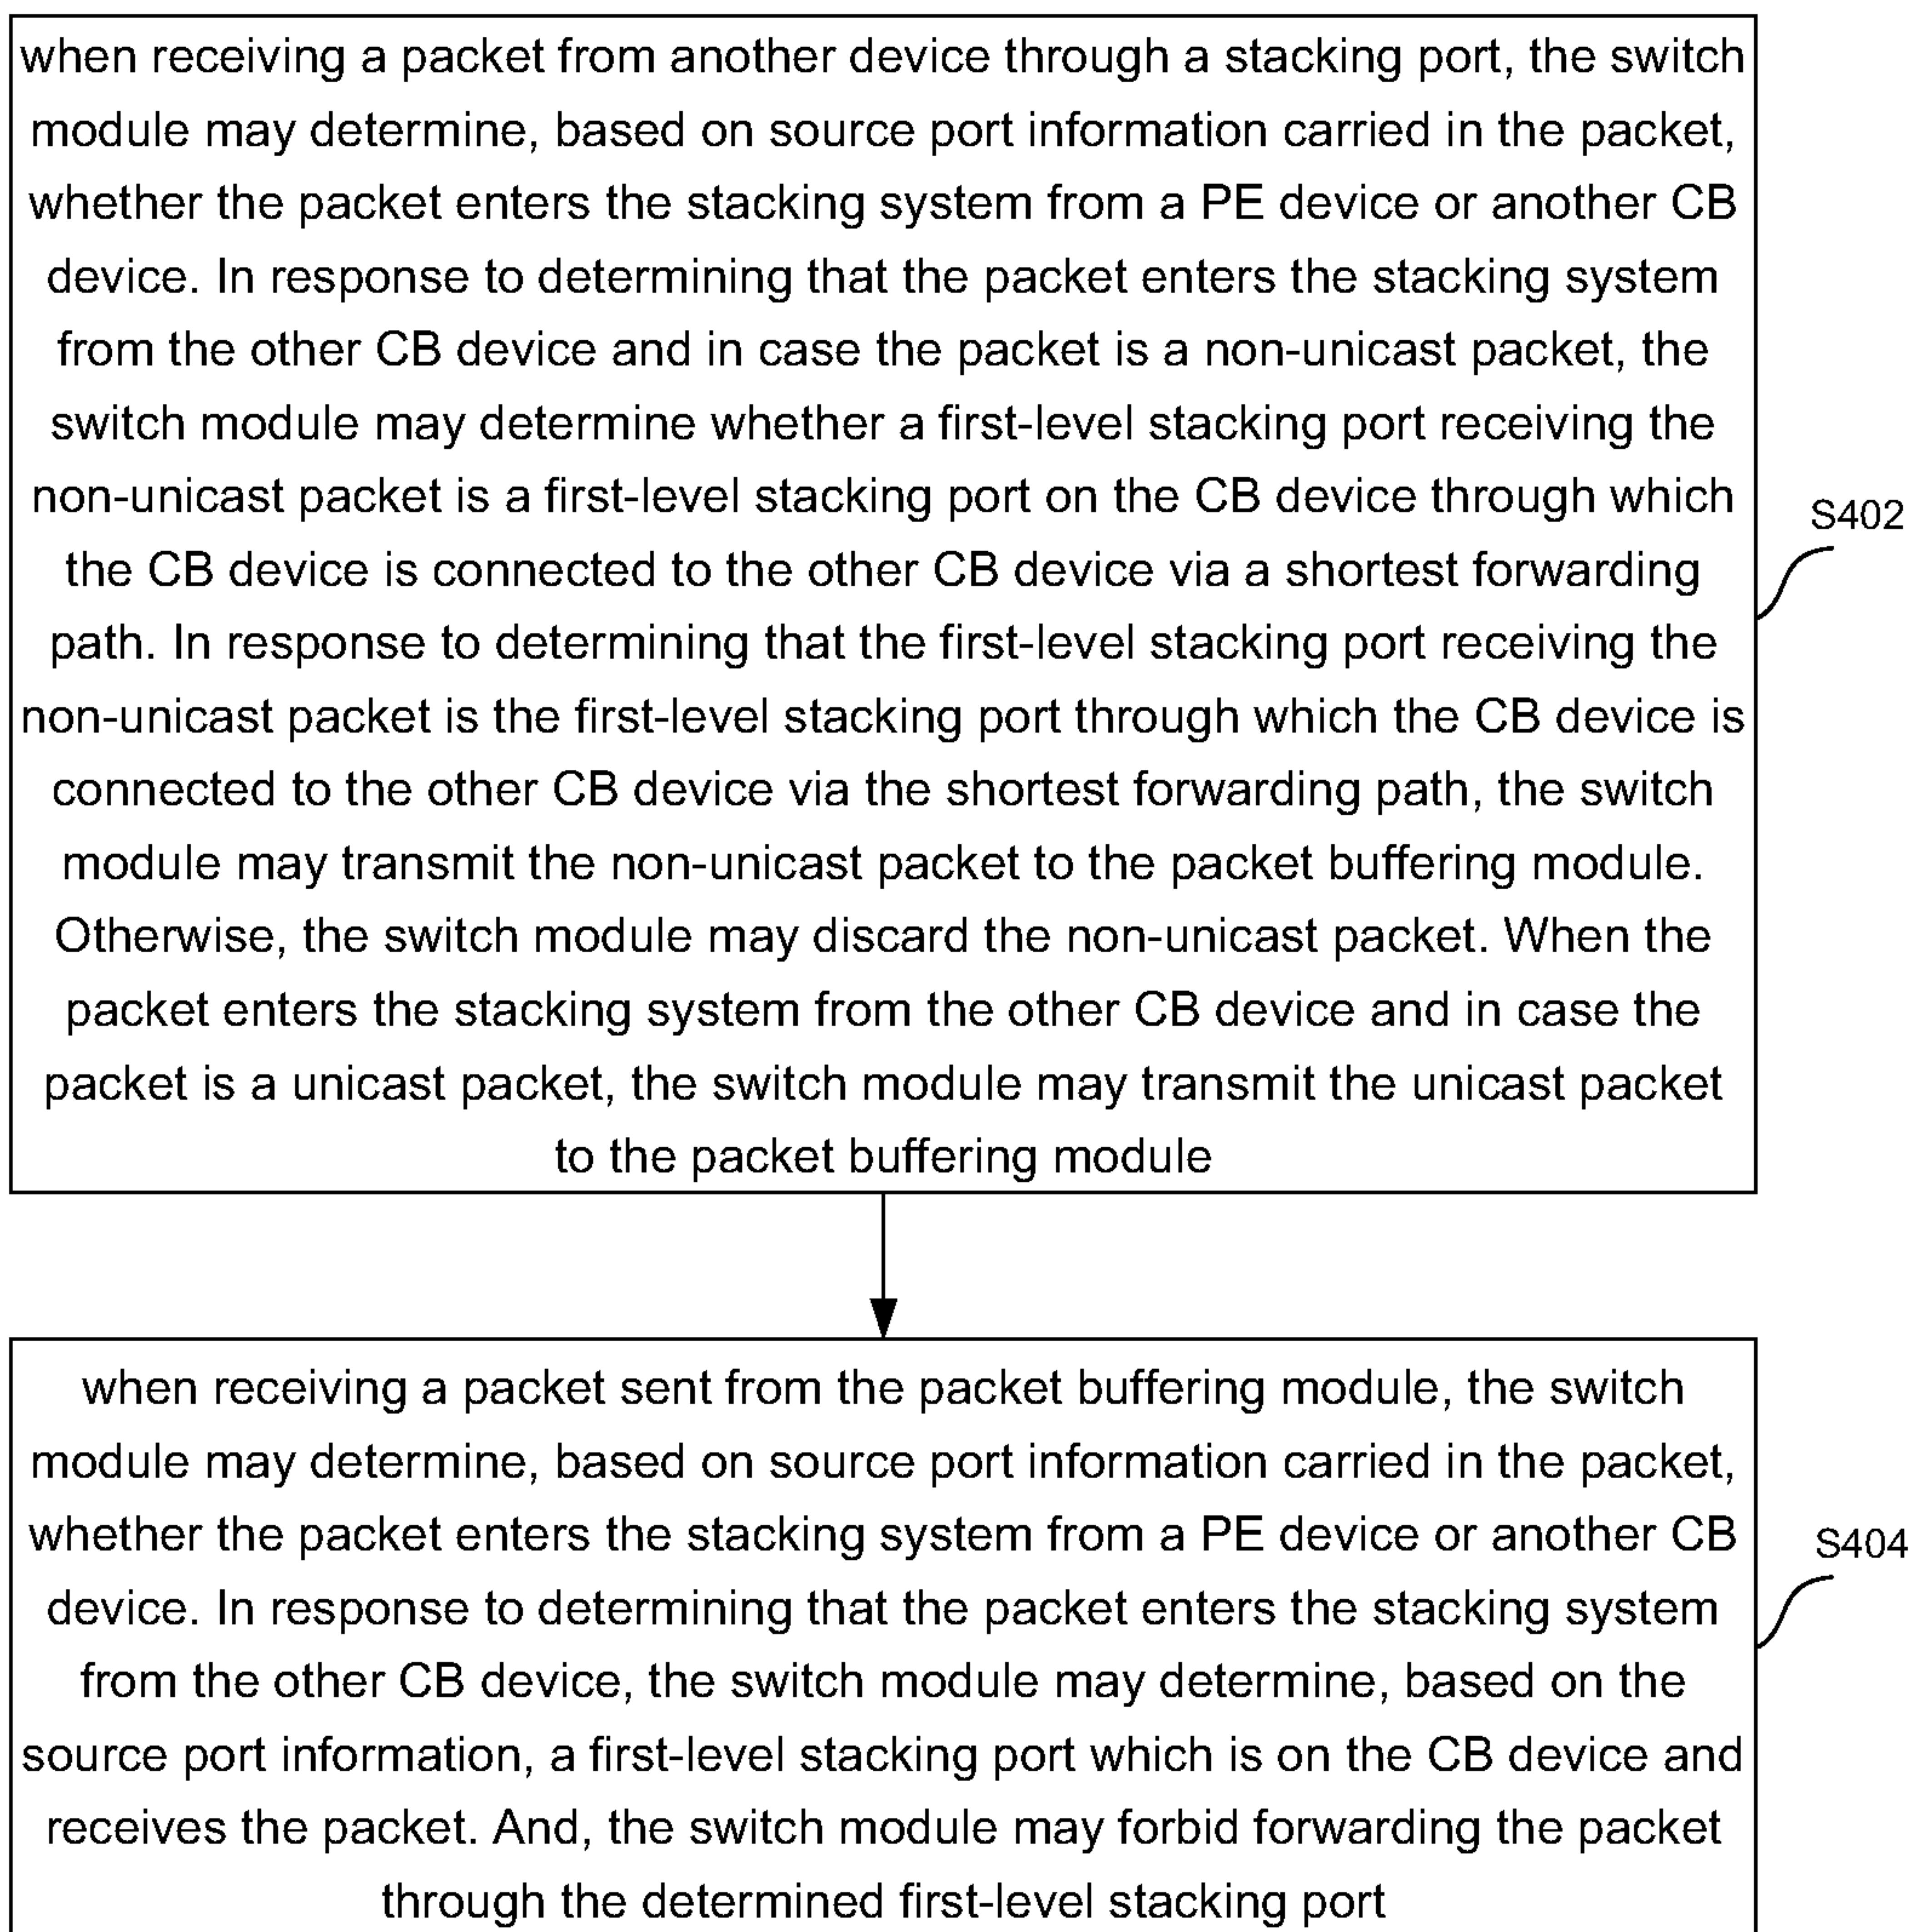 when receiving a packet from another device through a stacking port, the switch
module may determine, based on source port information carried in the packet,
whether the packet enters the stacking system from a PE device or another CB
device. In response to determining that the packet enters the stacking system
from the other CB device and in case the packet is a non-unicast packet, the
switch module may determine whether a first-level stacking port receiving the
non-unicast packet is a first-level stacking port on the CB device through which
the CB device is connected to the other CB device via a shortest forwarding
path. In response to determining that the first-level stacking port receiving the
non-unicast packet is the first-level stacking port through which the CB device is
connected to the other CB device via the shortest forwarding path, the switch
module may transmit the non-unicast packet to the packet buffering module.
Otherwise, the switch module may discard the non-unicast packet. When the
packet enters the stacking system from the other CB device and in case the
packet is a unicast packet, the switch module may transmit the unicast packet
to the packet buffering module
S402
when receiving a packet sent from the packet buffering module, the switch
module may determine, based on source port information carried in the packet,
whether the packet enters the stacking system from a PE device or another CB
device. In response to determining that the packet enters the stacking system
from the other CB device, the switch module may determine, based on the
source port information, a first-level stacking port which is on the CB device and
receives the packet. And, the switch module may forbid forwarding the packet
through the determined first-level stacking port
S404